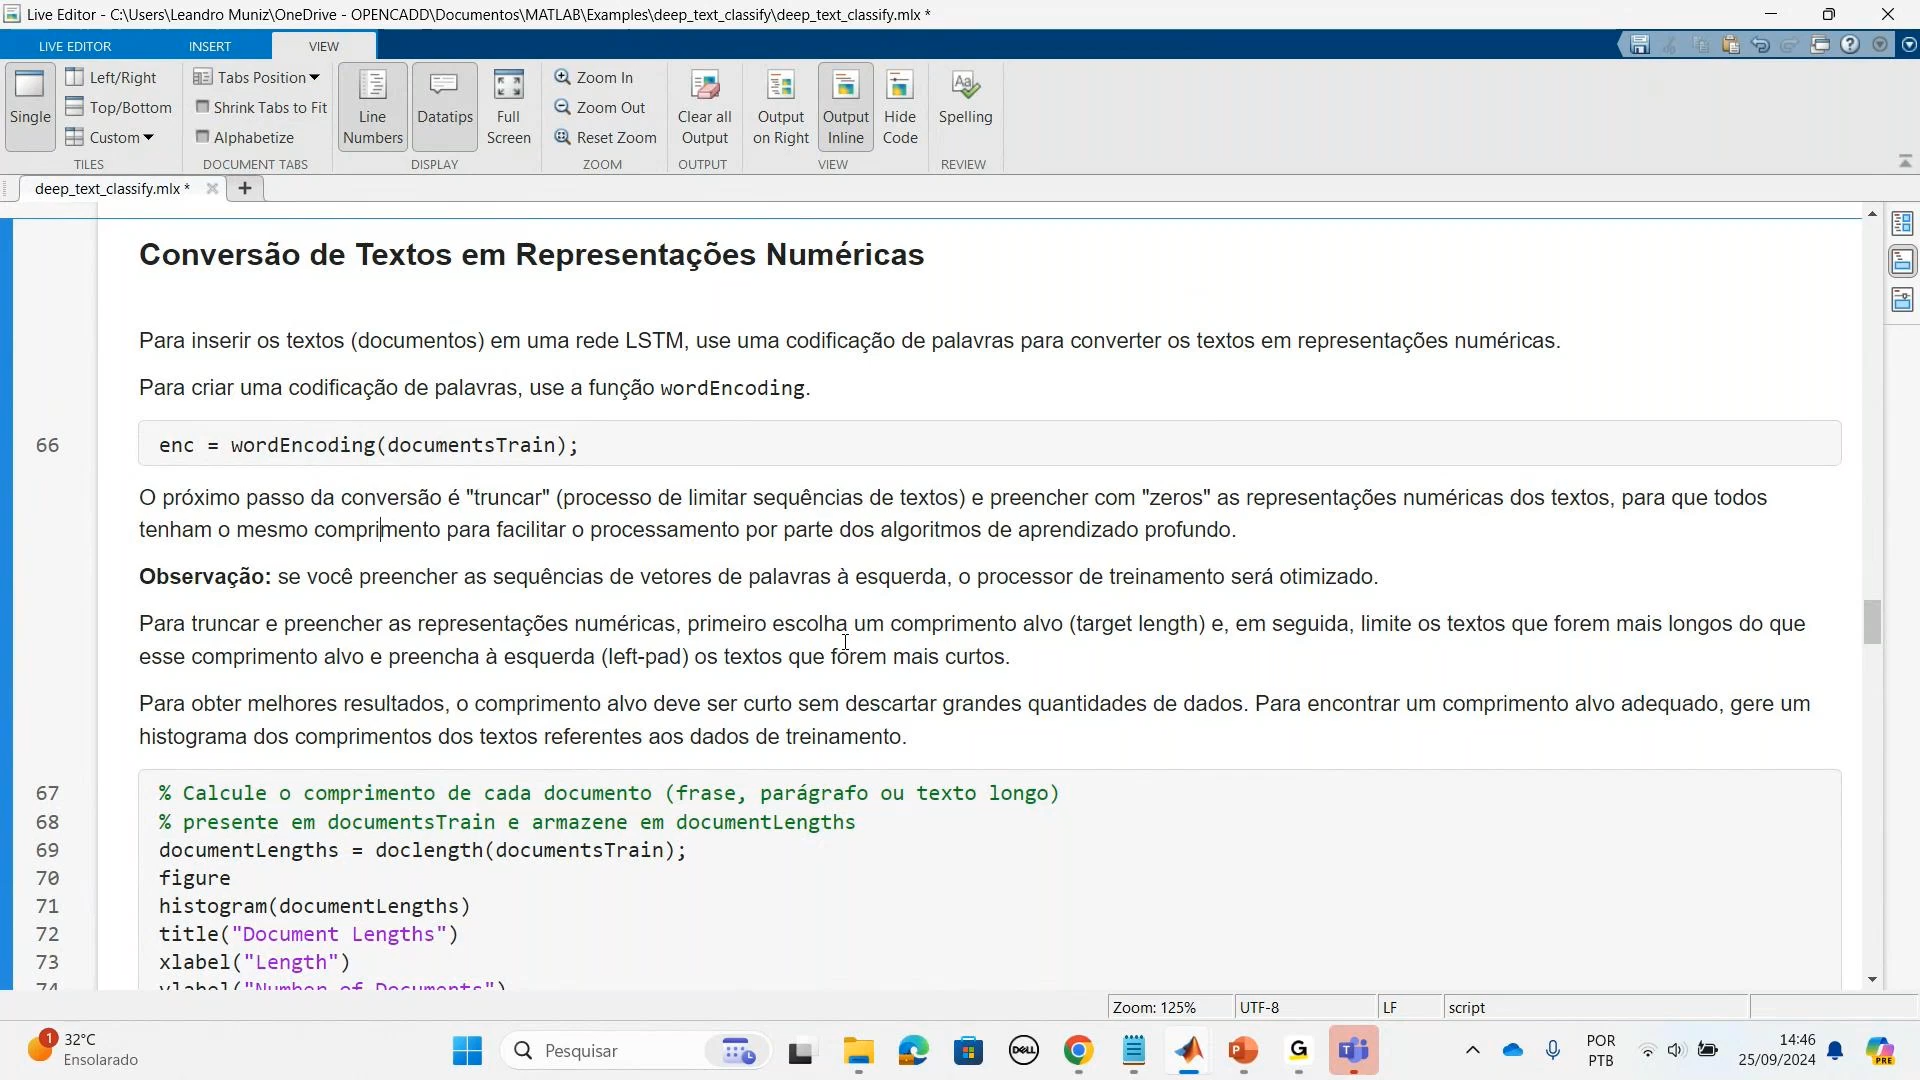 Live Editor - C:\Users\Leandro Muniz\OneDrive - OPENCADD\Documentos\MATLAB\Examples\deep_text_classify\deep_text_classify.mlx *
LIVE EDITOR
INSERT
VIEW
Single
Left/Right
Top/Bottom
Custom
TILES
Tabs Position
Shrink Tabs to Fit
Alphabetize
DOCUMENT TABS
Line
Numbers
Datatips
Full
Screen
DISPLAY
Zoom In
Zoom Out
Reset Zoom
ZOOM
Clear all
Output
OUTPUT
Output
on Right
Output
Inline
Hide
Code
VIEW
Spelling
REVIEW
deep_text_classify.mlx *
Conversão de Textos em Representações Numéricas
Para inserir os textos (documentos) em uma rede LSTM, use uma codificação de palavras para converter os textos em representações numéricas.
Para criar uma codificação de palavras, use a função wordEncoding.
66 enc = wordEncoding(documentsTrain);
O próximo passo da conversão é "truncar" (processo de limitar sequências de textos) e preencher com "zeros" as representações numéricas dos textos, para que todos
tenham o mesmo comprimento para facilitar o processamento por parte dos algoritmos de aprendizado profundo.
Observação: se você preencher as sequências de vetores de palavras à esquerda, o processor de treinamento será otimizado.
Para truncar e preencher as representações numéricas, primeiro escolha um comprimento alvo (target length) e, em seguida, limite os textos que forem mais longos do que
esse comprimento alvo e preencha à esquerda (left-pad) os textos que forem mais curtos.
Para obter melhores resultados, o comprimento alvo deve ser curto sem descartar grandes quantidades de dados. Para encontrar um comprimento alvo adequado, gere um
histograma dos comprimentos dos textos referentes aos dados de treinamento.
67 % Calcule o comprimento de cada documento (frase, parágrafo ou texto longo)
68 % presente em documentsTrain e armazene em documentLengths
69 documentLengths = doclength(documentsTrain);
70 figure
71 histogram(documentLengths)
72 title("Document Lengths")
73 xlabel("Length")
74 ylabel("Number of Documents")
Zoom: 125%
UTF-8
LF
script
1
32°C
Ensolarado
Pesquisar
DELL
POR
PTB
14:46
25/09/2024
PRE